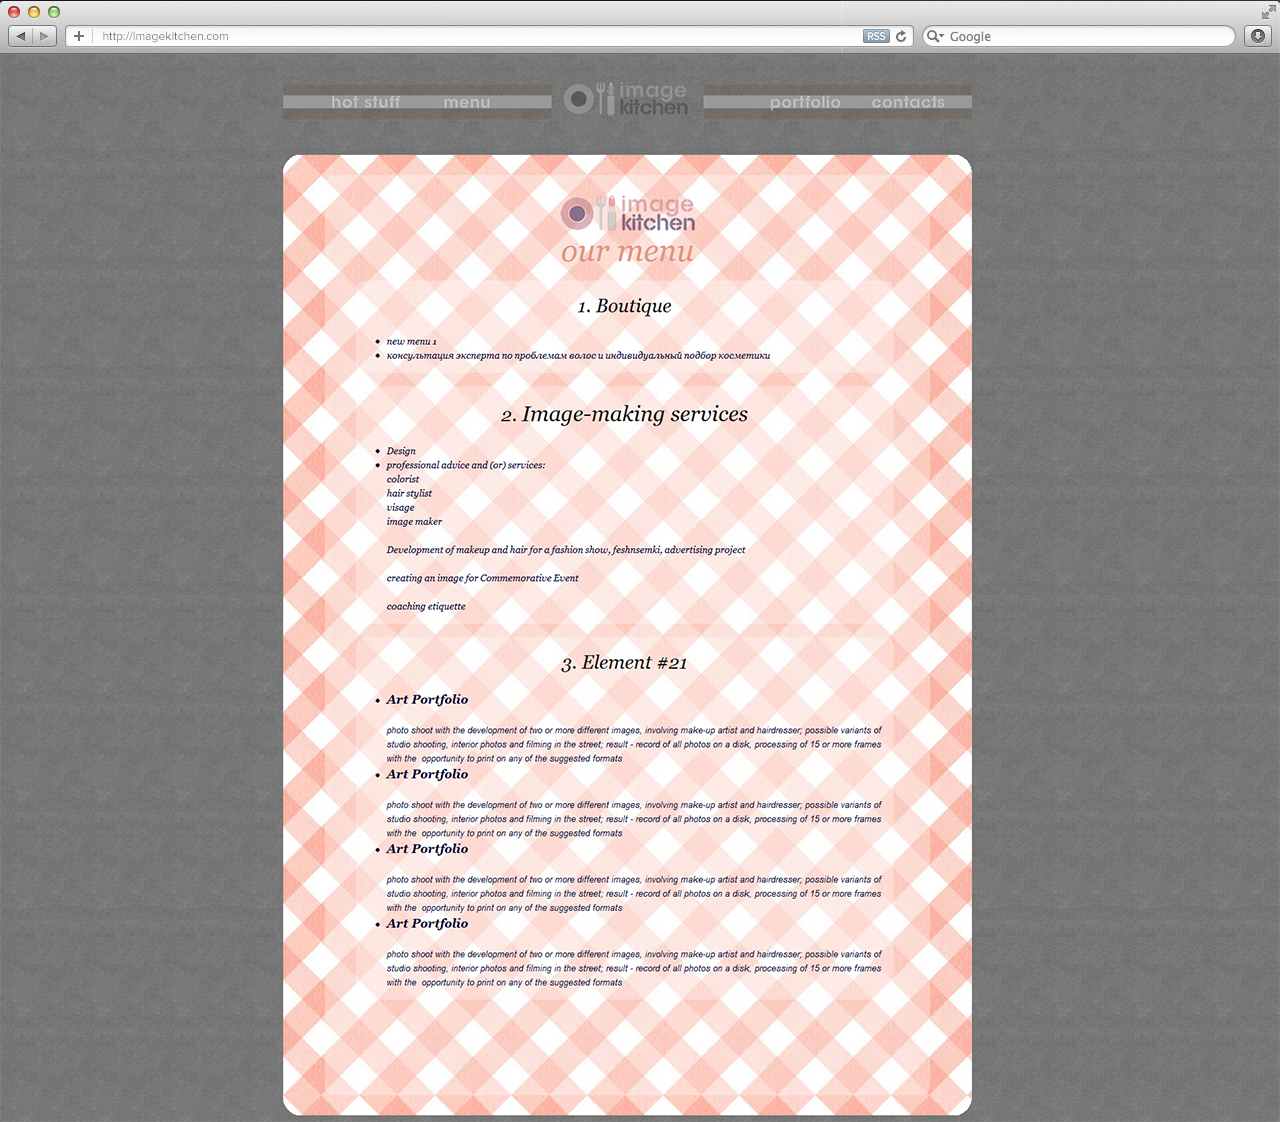 http://imagekitchen.com
RSS
Google
hot stuff
menu
image
kitchen
portfolio
contacts
image
kitchen
our menu
1. Boutique
• new menu 1
• консультация эксперта по проблемам волос и индивидуальный подбор косметики
2. Image-making services
• Design
• professional advice and (or) services:
colorist
hair stylist
visage
image maker
Development of makeup and hair for a fashion show, feshnsemki, advertising project
creating an image for Commemorative Event
coaching etiquette
3. Element #21
• Art Portfolio
photo shoot with the development of two or more different images, involving make-up artist and hairdresser; possible variants of
studio shooting, interior photos and filming in the street; result - record of all photos on a disk, processing of 15 or more frames
with the opportunity to print on any of the suggested formats
• Art Portfolio
photo shoot with the development of two or more different images, involving make-up artist and hairdresser; possible variants of
studio shooting, interior photos and filming in the street; result - record of all photos on a disk, processing of 15 or more frames
with the opportunity to print on any of the suggested formats
• Art Portfolio
photo shoot with the development of two or more different images, involving make-up artist and hairdresser; possible variants of
studio shooting, interior photos and filming in the street; result - record of all photos on a disk, processing of 15 or more frames
with the opportunity to print on any of the suggested formats
• Art Portfolio
photo shoot with the development of two or more different images, involving make-up artist and hairdresser; possible variants of
studio shooting, interior photos and filming in the street; result - record of all photos on a disk, processing of 15 or more frames
with the opportunity to print on any of the suggested formats